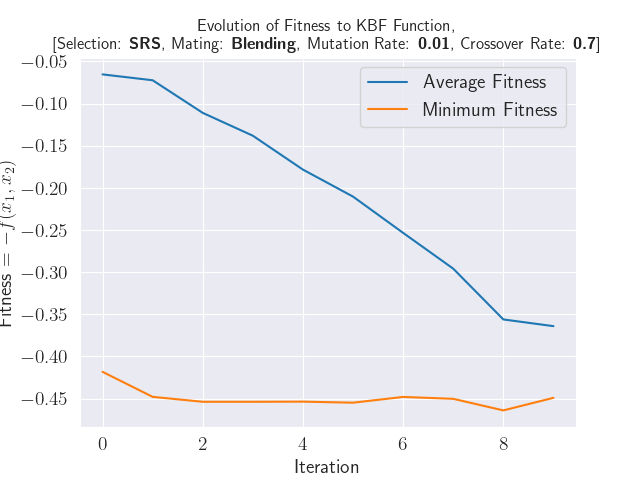 Evolution of Fitness to KBF Function,
[Selection: SRS, Mating: Blending, Mutation Rate: 0.01, Crossover Rate: 0.7]
−0.05
−0.10
−0.15
−0.20
−0.25
−0.30
−0.35
−0.40
−0.45
Fitness = −f(x₁, x₂)
Average Fitness
Minimum Fitness
0 2 4 6 8
Iteration